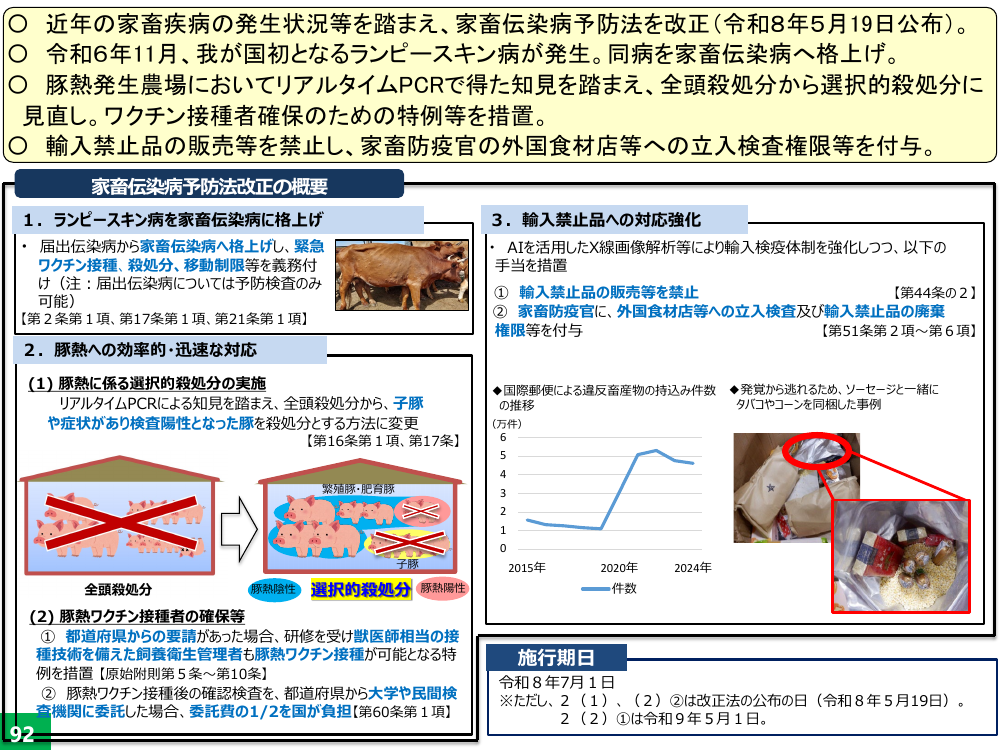 ○ 近年の家畜疾病の発生状況等を踏まえ、家畜伝染病予防法を改正（令和８年５月19日公布）。
○ 令和６年11月、我が国初となるランピースキン病が発生。同病を家畜伝染病へ格上げ。
○ 豚熱発生農場においてリアルタイムPCRで得た知見を踏まえ、全頭殺処分から選択的殺処分に
見直し。ワクチン接種者確保のための特例等を措置。
○ 輸入禁止品の販売等を禁止し、家畜防疫官の外国食材店等への立入検査権限等を付与。
家畜伝染病予防法改正の概要
１．ランピースキン病を家畜伝染病に格上げ
・ 届出伝染病から家畜伝染病へ格上げし、緊急
ワクチン接種、殺処分、移動制限等を義務付
け（注：届出伝染病については予防検査のみ
可能）
【第２条第１項、第17条第１項、第21条第１項】
２．豚熱への効率的・迅速な対応
(1) 豚熱に係る選択的殺処分の実施
リアルタイムPCRによる知見を踏まえ、全頭殺処分から、子豚
や症状があり検査陽性となった豚を殺処分とする方法に変更
【第16条第１項、第17条】
繁殖豚・肥育豚
子豚
全頭殺処分
豚熱陰性
選択的殺処分
豚熱陽性
(2) 豚熱ワクチン接種者の確保等
① 都道府県からの要請があった場合、研修を受け獣医師相当の接
種技術を備えた飼養衛生管理者も豚熱ワクチン接種が可能となる特
例を措置【原始附則第５条～第10条】
② 豚熱ワクチン接種後の確認検査を、都道府県から大学や民間検
査機関に委託した場合、委託費の1/2を国が負担【第60条第１項】
３．輸入禁止品への対応強化
・ AIを活用したX線画像解析等により輸入検疫体制を強化しつつ、以下の
手当を措置
① 輸入禁止品の販売等を禁止 【第44条の２】
② 家畜防疫官に、外国食材店等への立入検査及び輸入禁止品の廃棄
権限等を付与 【第51条第２項～第６項】
◆国際郵便による違反畜産物の持込み件数
の推移
(万件)
6
5
4
3
2
1
0
2015年 2020年 2024年
件数
◆発覚から逃れるため、ソーセージと一緒に
タバコやコーンを同梱した事例
施行期日
令和８年7月１日
※ただし、２（１）、（２）②は改正法の公布の日（令和８年５月19日）。
２（２）①は令和９年５月１日。
92